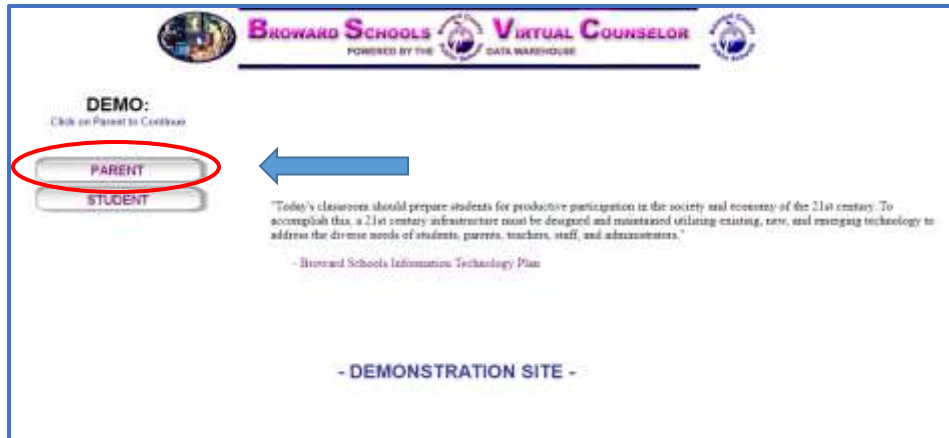 BROWARD SCHOOLS VIRTUAL COUNSELOR
POWERED BY THE DATA WAREHOUSE
DEMO:
Click on Parent to Continue
PARENT
STUDENT
"Today's classroom should prepare students for productive participation in the society and economy of the 21st century. To
accomplish this, a 21st century infrastructure must be designed and maintained utilizing existing, new, and emerging technology to
address the diverse needs of students, parents, teachers, staff, and administrators."
- Broward Schools Information Technology Plan
- DEMONSTRATION SITE -